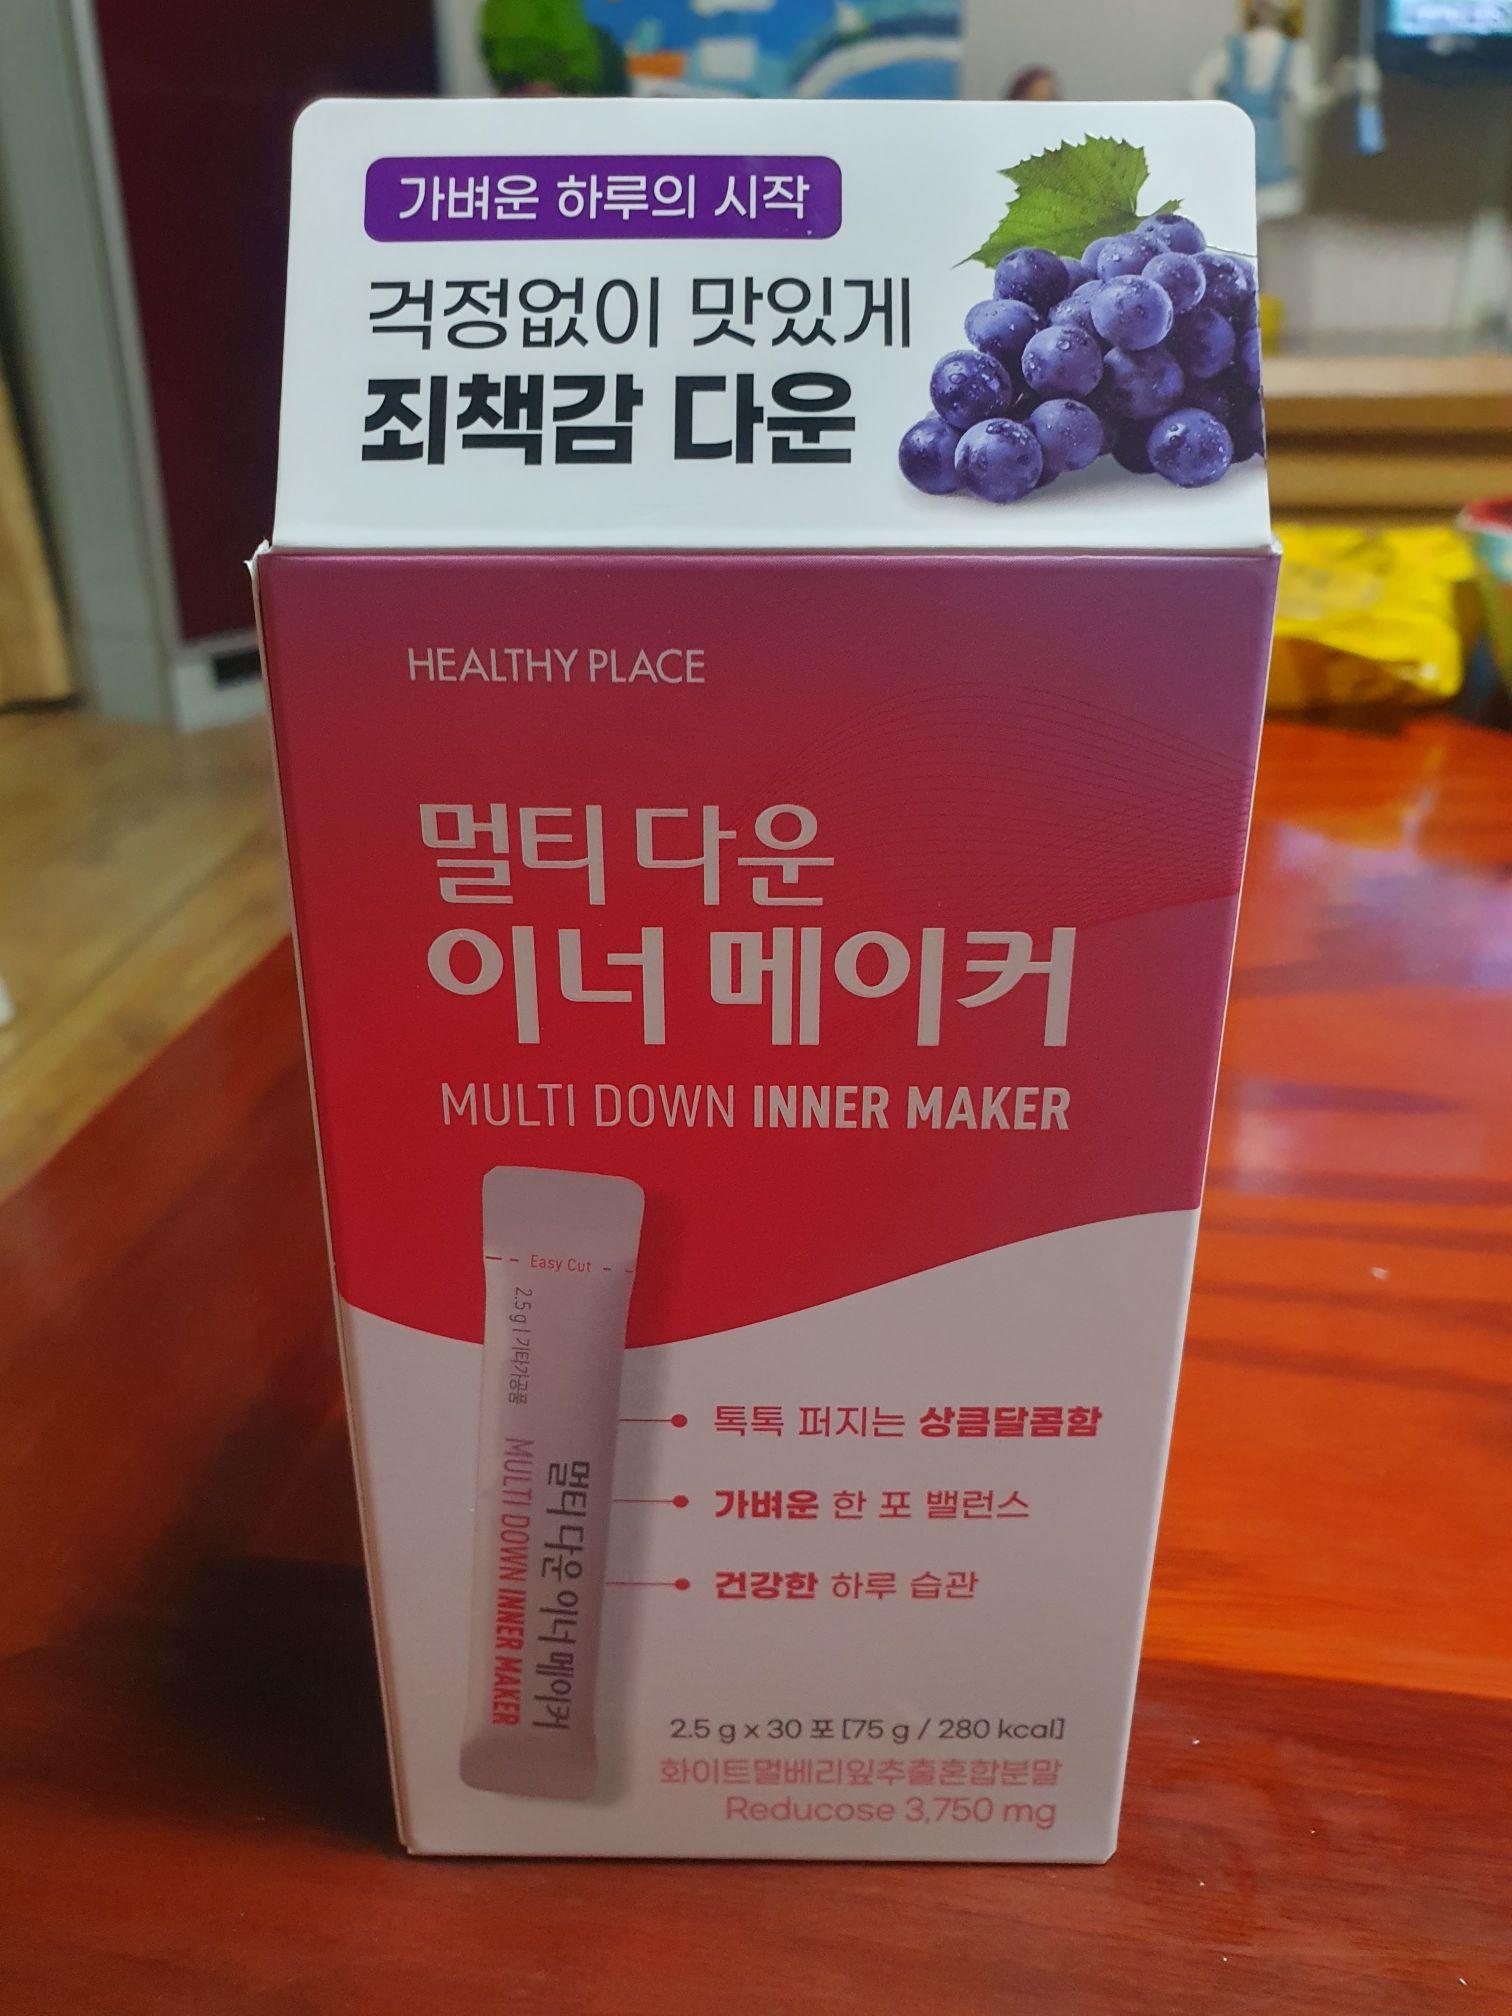 가벼운 하루의 시작
걱정없이 맛있게
죄책감 다운
HEALTHY PLACE
멀티 다운
이너 메이커
MULTI DOWN INNER MAKER
Easy Cut
2.5 g | 기타가공품
멀티 다운 이너 메이커
MULTI DOWN INNER MAKER
톡톡 퍼지는 상큼달콤함
가벼운 한 포 밸런스
건강한 하루 습관
2.5 g x 30 포 [75 g / 280 kcal]
화이트멀베리잎추출혼합분말
Reducose 3,750 mg